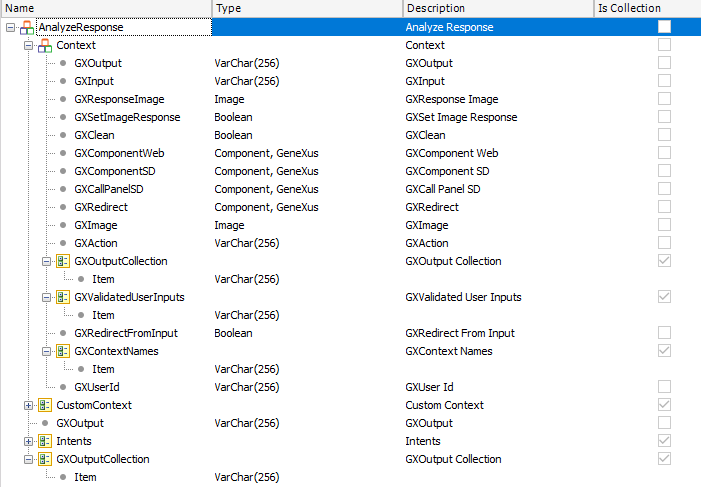 Name Type Description Is Collection
AnalyzeResponse Analyze Response
Context Context
GXOutput VarChar(256) GXOutput
GXInput VarChar(256) GXInput
GXResponseImage Image GXResponse Image
GXSetImageResponse Boolean GXSet Image Response
GXClean Boolean GXClean
GXComponentWeb Component, GeneXus GXComponent Web
GXComponentSD Component, GeneXus GXComponent SD
GXCallPanelSD Component, GeneXus GXCall Panel SD
GXRedirect Component, GeneXus GXRedirect
GXImage Image GXImage
GXAction VarChar(256) GXAction
GXOutputCollection GXOutput Collection
Item VarChar(256)
GXValidatedUserInputs GXValidated User Inputs
Item VarChar(256)
GXRedirectFromInput Boolean GXRedirect From Input
GXContextNames GXContext Names
Item VarChar(256)
GXUserId VarChar(256) GXUser Id
CustomContext Custom Context
GXOutput VarChar(256) GXOutput
Intents Intents
GXOutputCollection GXOutput Collection
Item VarChar(256)